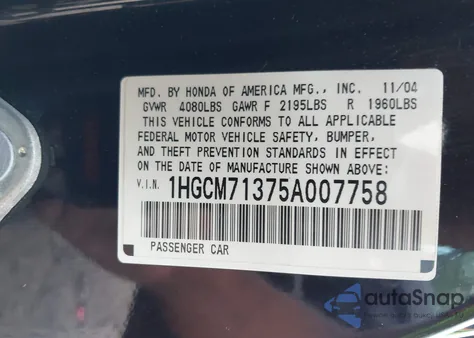 MFD. BY HONDA OF AMERICA MFG., INC. 11/04
GVWR 4080LBS GAWR F 2195LBS R 1960LBS
THIS VEHICLE CONFORMS TO ALL APPLICABLE
FEDERAL MOTOR VEHICLE SAFETY, BUMPER,
AND THEFT PREVENTION STANDARDS IN EFFECT
ON THE DATE OF MANUFACTURE SHOWN ABOVE:
V.I.N. 1HGCM71375A007758
PASSENGER CAR
autoSnap